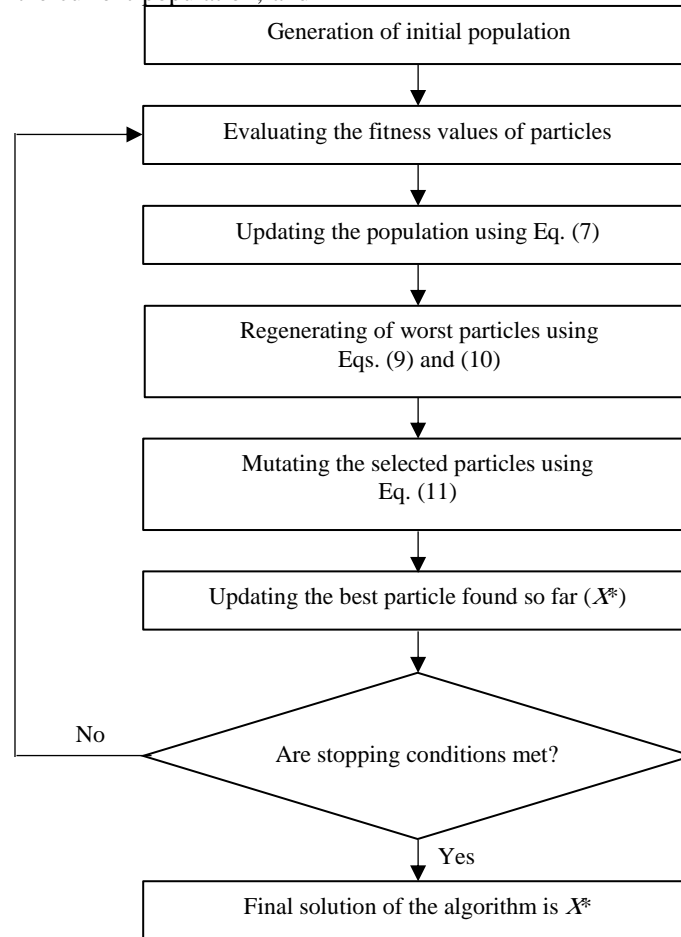 Generation of initial population
Evaluating the fitness values of particles
Updating the population using Eq. (7)
Regenerating of worst particles using
Eqs. (9) and (10)
Mutating the selected particles using
Eq. (11)
Updating the best particle found so far (X*)
No
Are stopping conditions met?
Yes
Final solution of the algorithm is X*